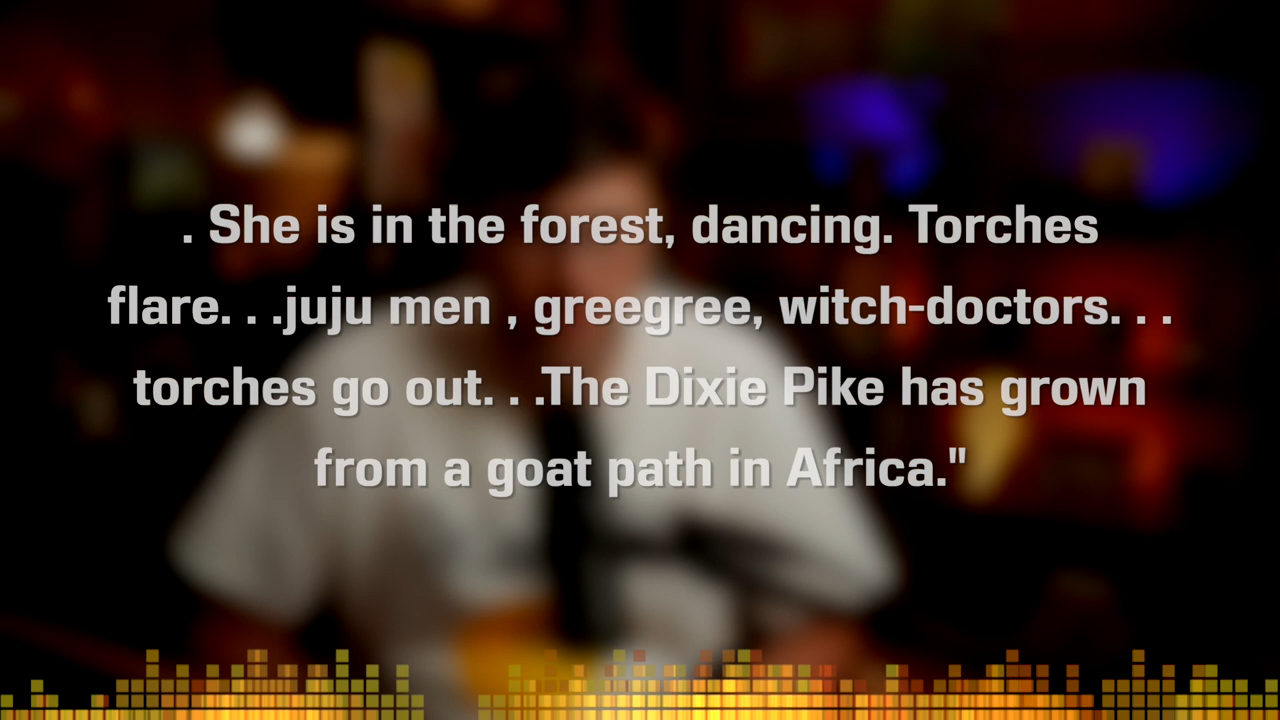 . She is in the forest, dancing. Torches
flare. . .juju men , greegree, witch-doctors. . .
torches go out. . .The Dixie Pike has grown
from a goat path in Africa."